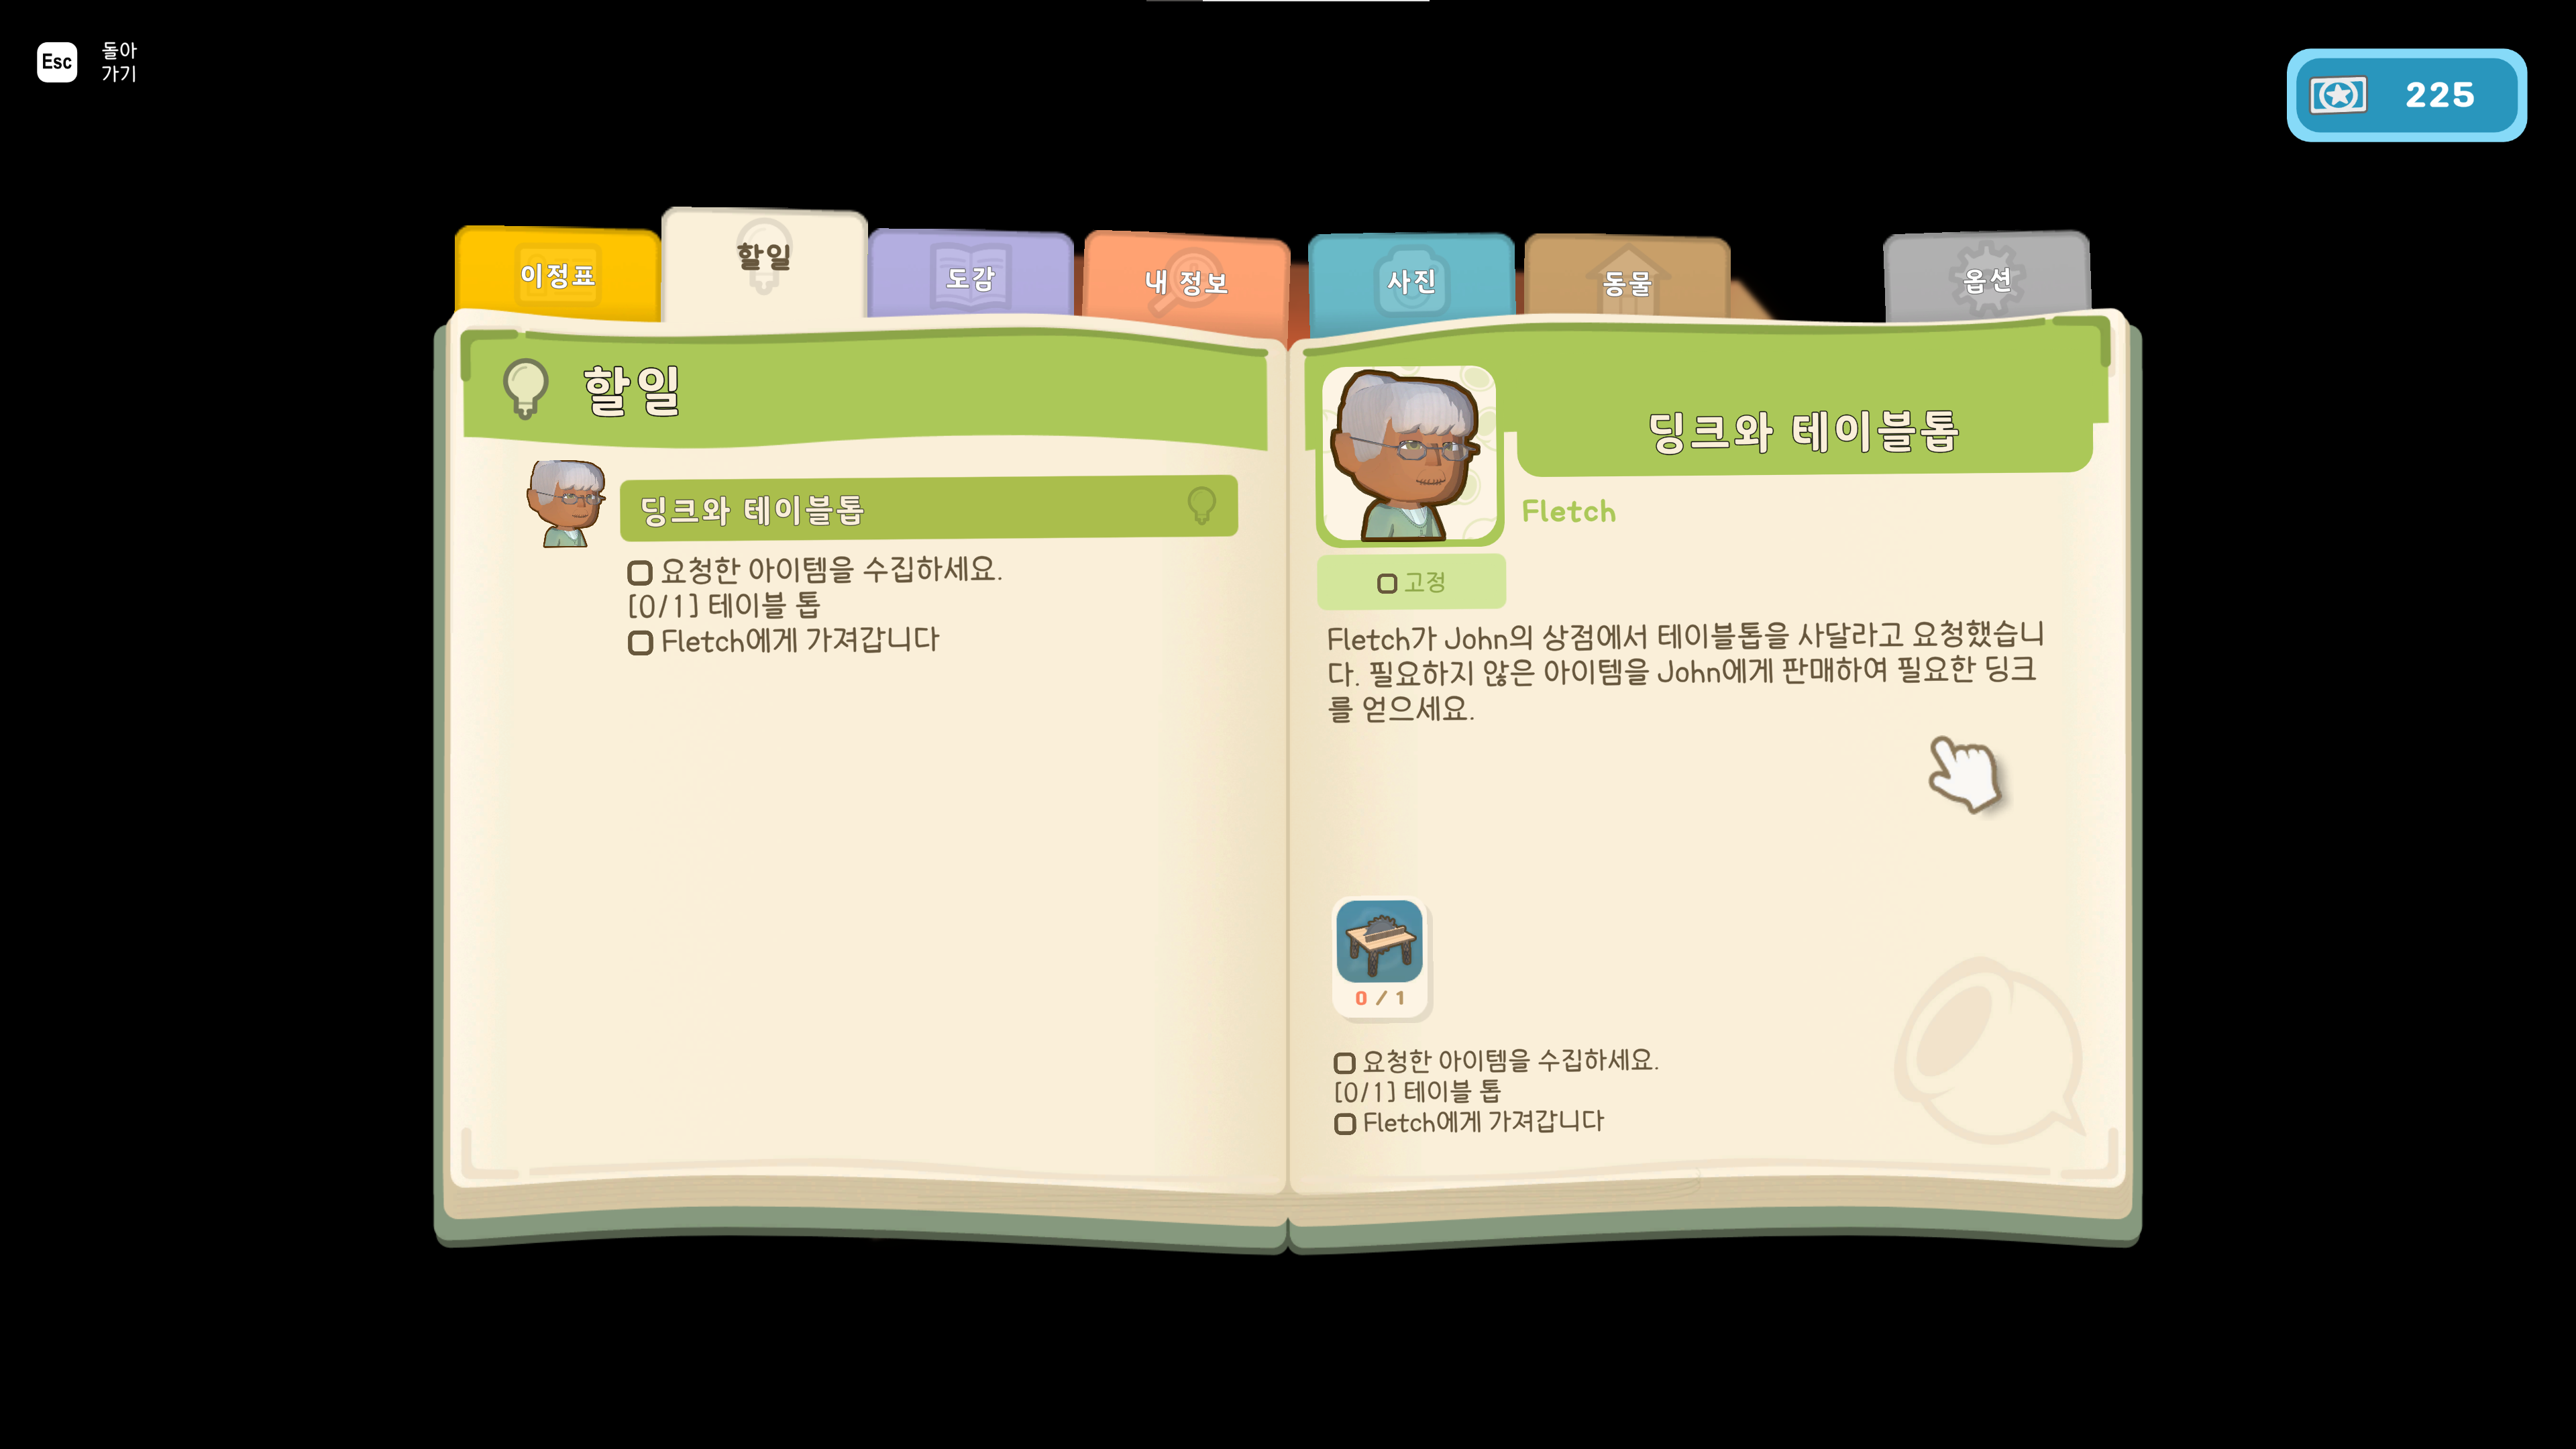 Esc
돌아
가기
225
이정표
할일
도감
내 정보
사진
동물
옵션
할일
딩크와 테이블톱
요청한 아이템을 수집하세요.
[0/1] 테이블 톱
Fletch에게 가져갑니다
딩크와 테이블톱
Fletch
고정
Fletch가 John의 상점에서 테이블톱을 사달라고 요청했습니
다. 필요하지 않은 아이템을 John에게 판매하여 필요한 딩크
를 얻으세요.
0 / 1
요청한 아이템을 수집하세요.
[0/1] 테이블 톱
Fletch에게 가져갑니다